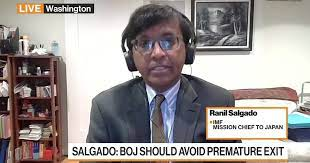 LIVE Washington
Ranil Salgado
IMF
MISSION CHIEF TO JAPAN
SALGADO: BOJ SHOULD AVOID PREMATURE EXIT